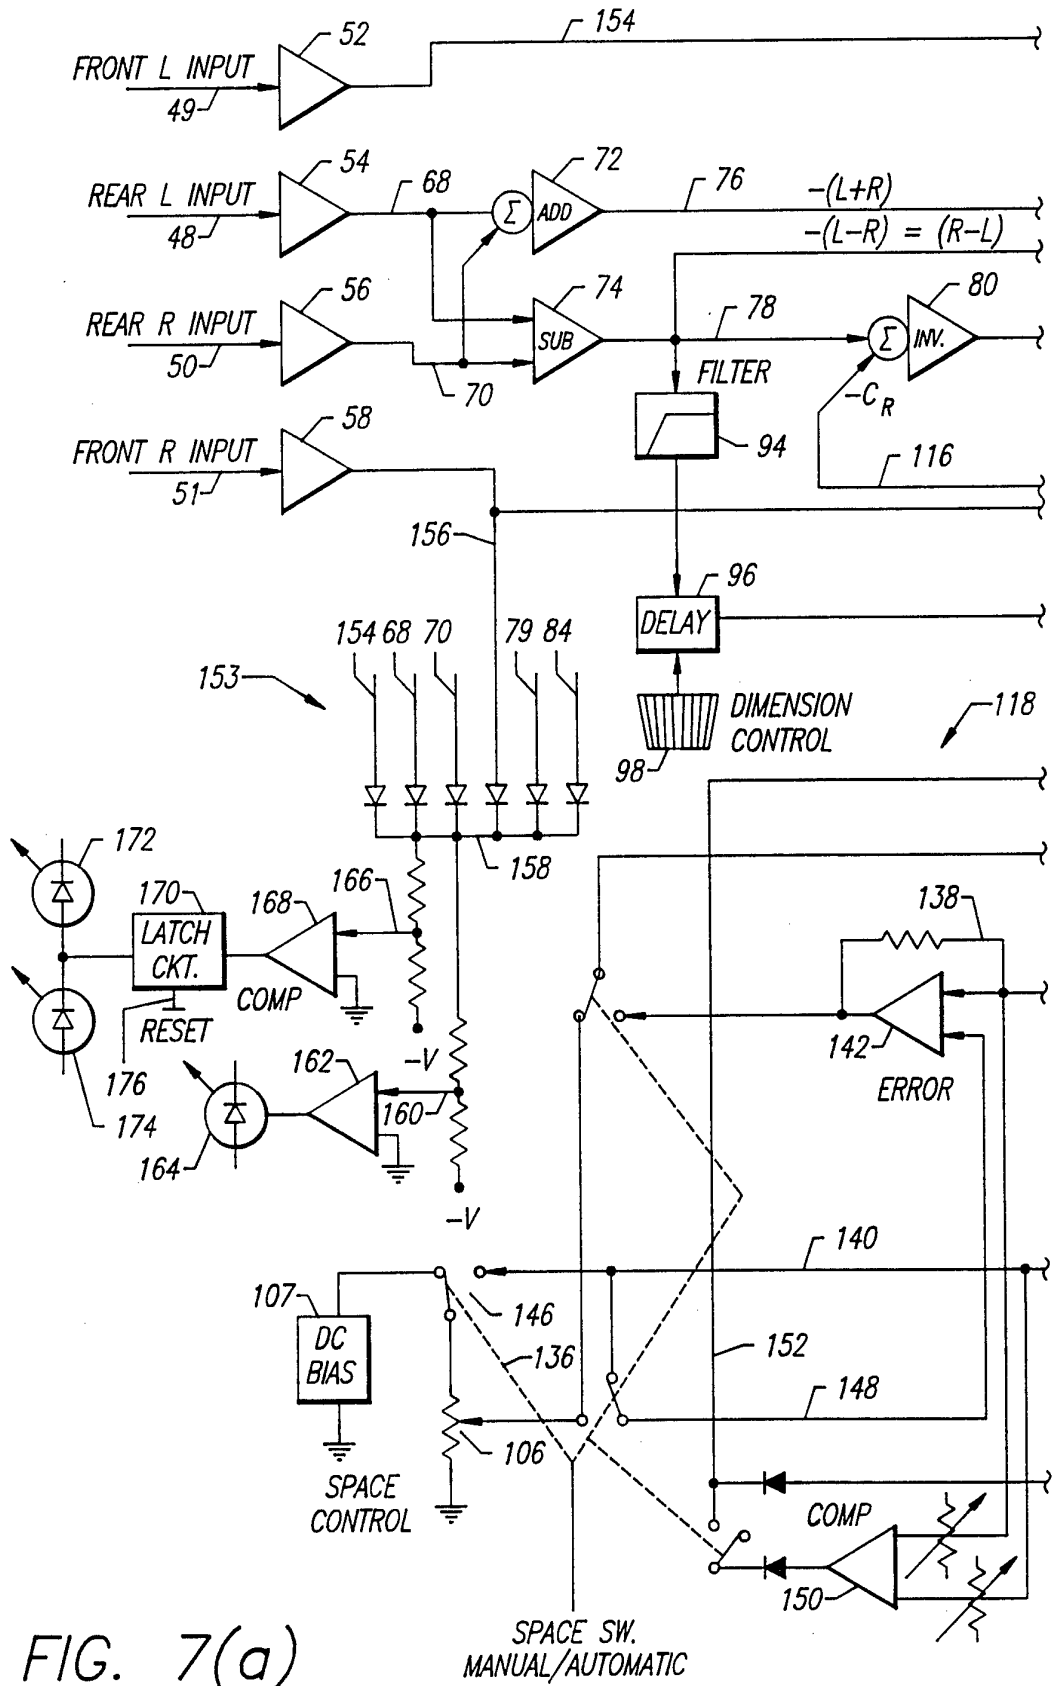 52
154
FRONT L INPUT
49
54
72
REAR L INPUT
68
Σ
ADD
76
-(L+R)
48
-(L-R) = (R-L)
56
74
80
REAR R INPUT
78
SUB
Σ
INV.
50
70
FILTER
-C R
58
94
FRONT R INPUT
116
51
156
96
DELAY
154 68 70 79 84
153
DIMENSION
CONTROL
118
98
172
158
170
168
166
138
LATCH
CKT.
COMP
RESET
142
-V
162
ERROR
176
160
174
164
-V
140
107
146
DC
BIAS
136
152
148
106
SPACE
CONTROL
COMP
150
SPACE SW.
MANUAL/AUTOMATIC
FIG. 7(a)